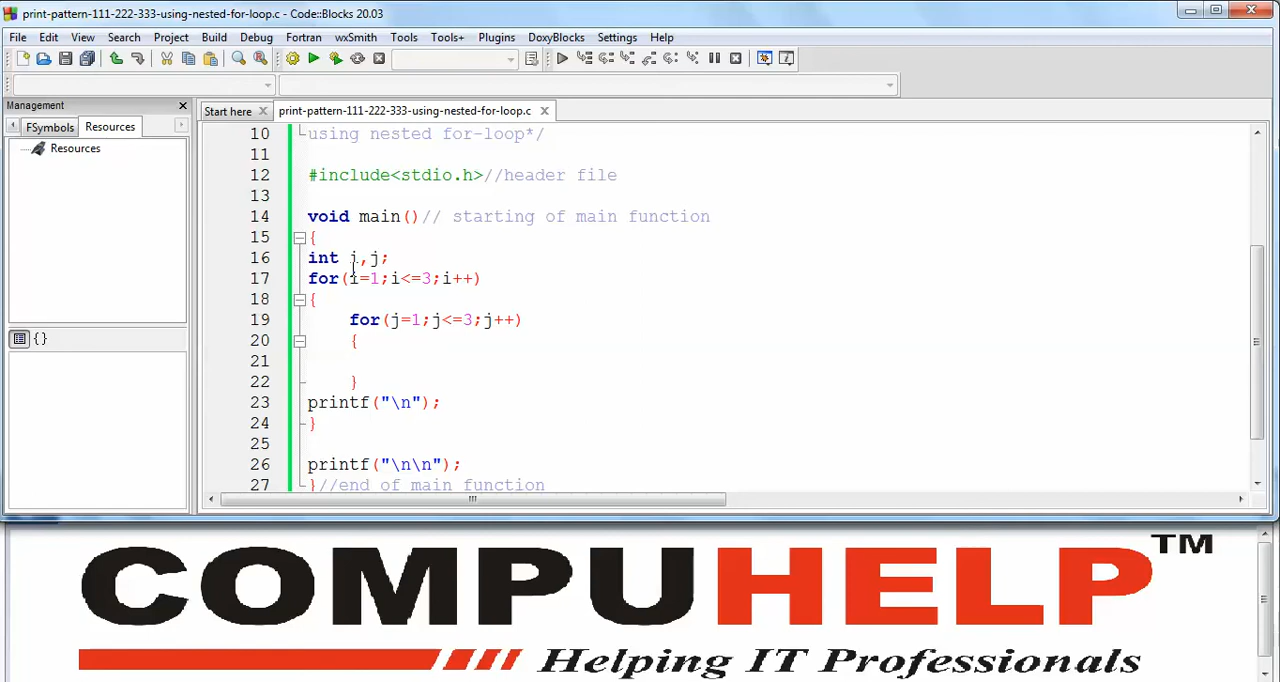 print-pattern-111-222-333-using-nested-for-loop.c - Code::Blocks 20.03
File Edit View Search Project Build Debug Fortran wxSmith Tools Tools+ Plugins DoxyBlocks Settings Help
Management
Start here
print-pattern-111-222-333-using-nested-for-loop.c
FSymbols Resources
Resources
{}
10 using nested for-loop*/
11
12 #include<stdio.h>//header file
13
14 void main()// starting of main function
15 {
16 int i,j;
17 for(i=1;i<=3;i++)
18 {
19 for(j=1;j<=3;j++)
20 {
21
22 }
23 printf("\n");
24 }
25
26 printf("\n\n");
27 }//end of main function
COMPUHELP™
Helping IT Professionals